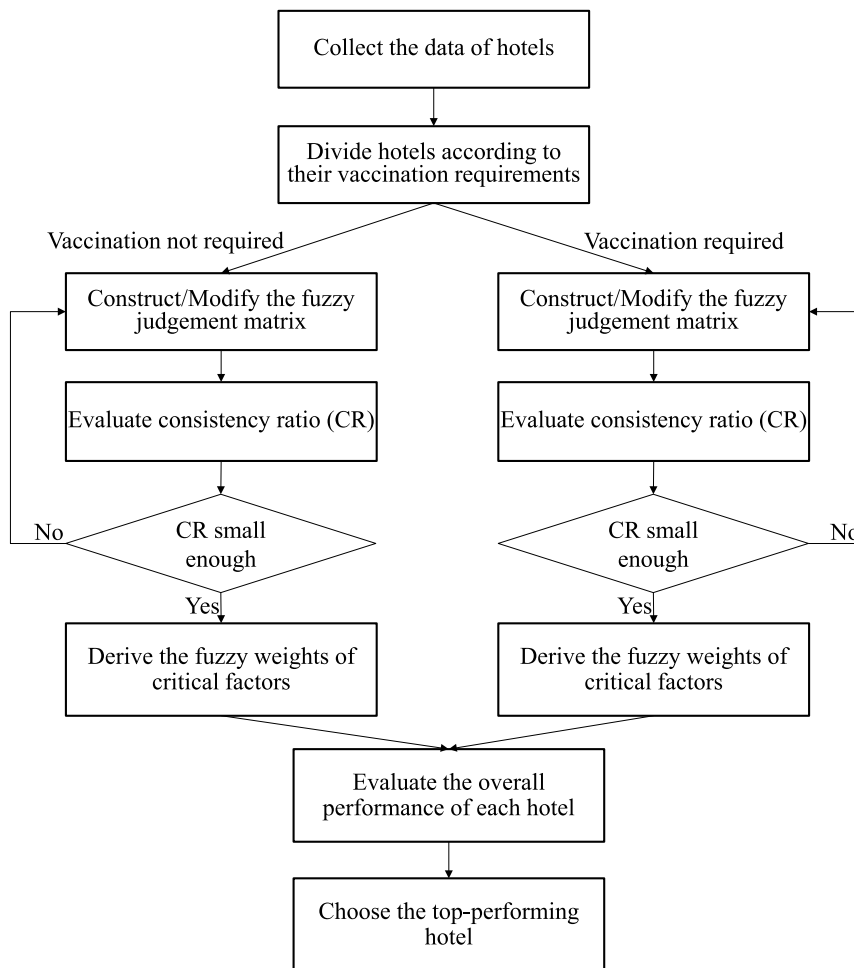 Collect the data of hotels
Divide hotels according to
their vaccination requirements
Vaccination not required
Vaccination required
Construct/Modify the fuzzy
judgement matrix
Construct/Modify the fuzzy
judgement matrix
Evaluate consistency ratio (CR)
Evaluate consistency ratio (CR)
No
CR small
enough
CR small
enough
No
Yes
Yes
Derive the fuzzy weights of
critical factors
Derive the fuzzy weights of
critical factors
Evaluate the overall
performance of each hotel
Choose the top-performing
hotel